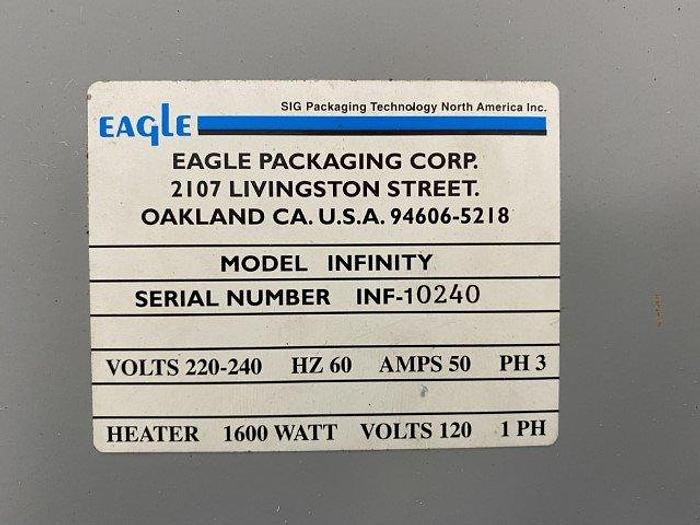 SIG Packaging Technology North America Inc.
EAGLE
EAGLE PACKAGING CORP.
2107 LIVINGSTON STREET.
OAKLAND CA. U.S.A. 94606-5218
MODEL INFINITY
SERIAL NUMBER INF-10240
VOLTS 220-240 HZ 60 AMPS 50 PH 3
HEATER 1600 WATT VOLTS 120 1 PH